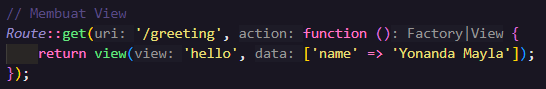 // Membuat View
Route::get(uri: '/greeting', action: function (): Factory|View {
    return view(view: 'hello', data: ['name' => 'Yonanda Mayla']);
});